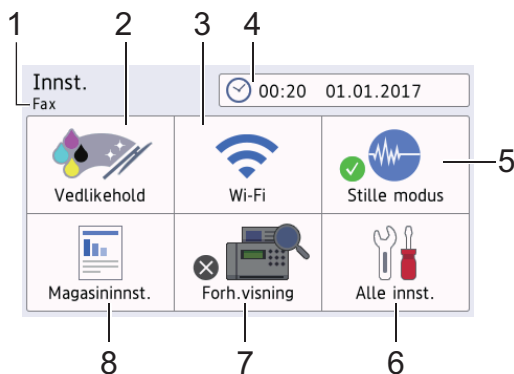 1 2 3 4
Innst.
Fax
00:20 01.01.2017
Vedlikehold Wi-Fi Stille modus
5
Magasininnst. Forh.visning Alle innst.
8 7 6